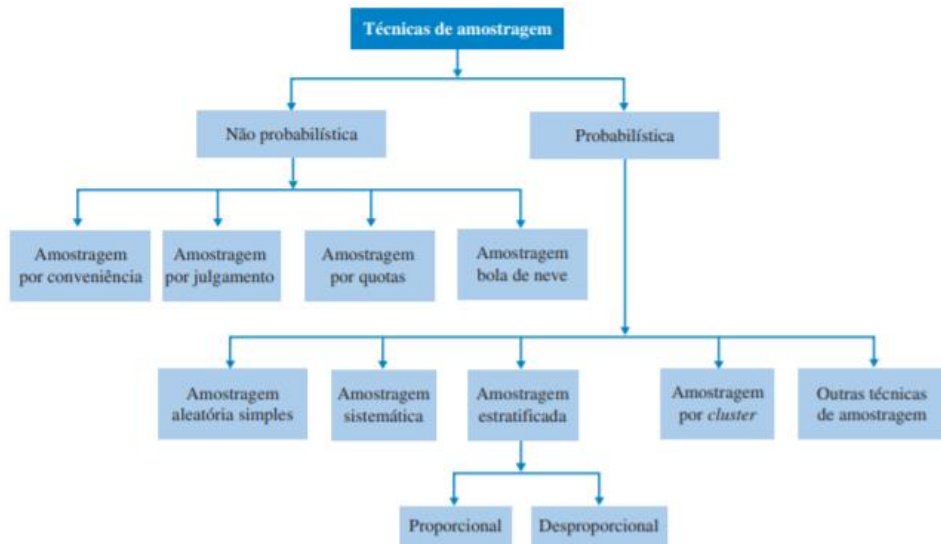 Técnicas de amostragem
Não probabilística
Probabilística
Amostragem
por conveniência
Amostragem
por julgamento
Amostragem
por quotas
Amostragem
bola de neve
Amostragem
aleatória simples
Amostragem
sistemática
Amostragem
estratificada
Amostragem
por cluster
Outras técnicas
de amostragem
Proporcional
Desproporcional